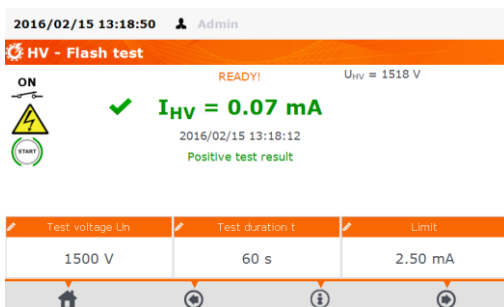 2016/02/15 13:18:50 Admin
HV - Flash test
ON
READY!
UHV = 1518 V
IHV = 0.07 mA
START
2016/02/15 13:18:12
Positive test result
Test voltage Un
Test duration t
Limit
1500 V
60 s
2.50 mA